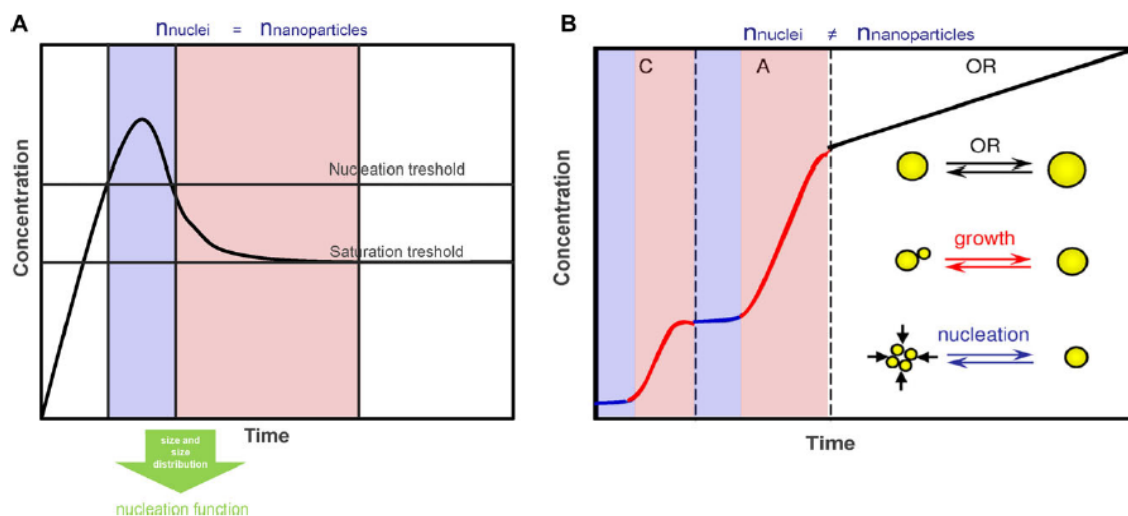 A
nnuclei = nnanoparticles
Nucleation treshold
Saturation treshold
Concentration
Time
size and
size
distribution
nucleation function
B
nnuclei ≠ nnanoparticles
C
A
OR
OR
growth
nucleation
Concentration
Time